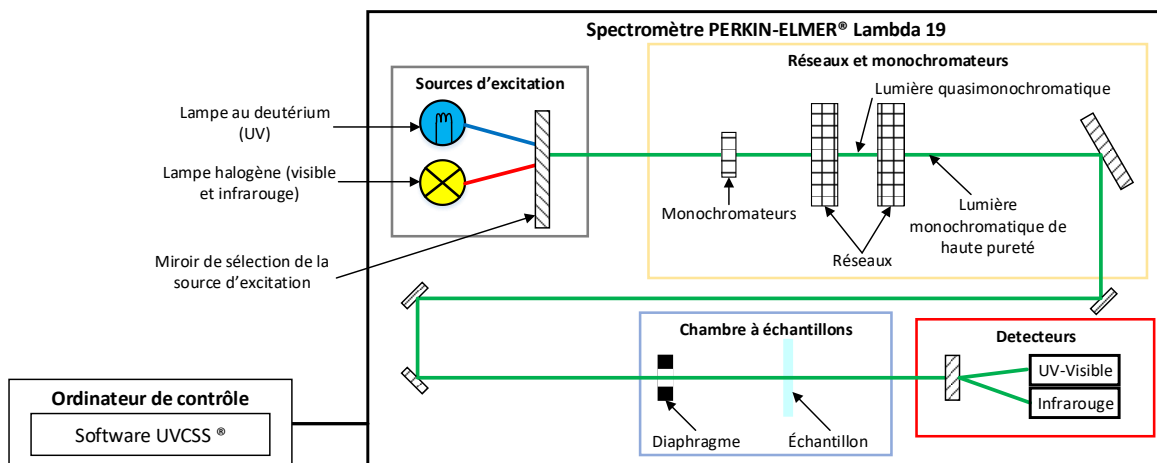 Spectromètre PERKIN-ELMER® Lambda 19
Sources d'excitation
Réseaux et monochromateurs
Lumière quasimonochromatique
Lampe au deutérium
(UV)
Lampe halogène (visible
et infrarouge)
Monochromateurs
Lumière
monochromatique de
haute pureté
Réseaux
Miroir de sélection de la
source d'excitation
Chambre à échantillons
Detecteurs
UV-Visible
Infrarouge
Diaphragme
Échantillon
Ordinateur de contrôle
Software UVCSS ®